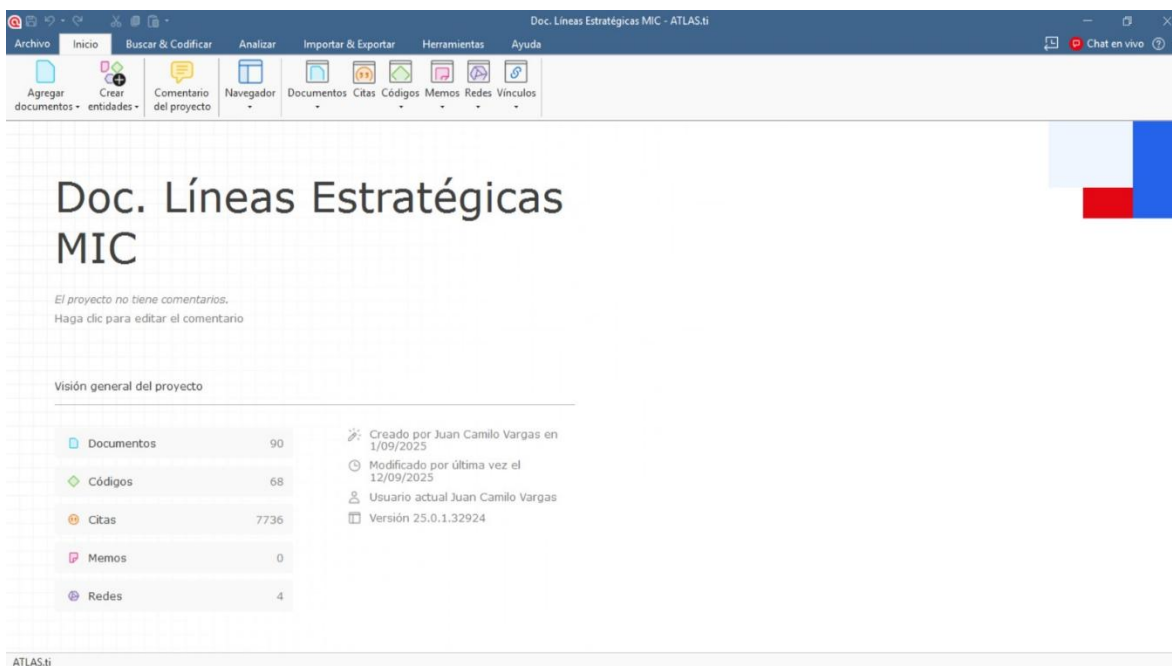 Doc. Líneas Estratégicas MIC - ATLAS.ti
Archivo Inicio Buscar & Codificar Analizar Importar & Exportar Herramientas Ayuda Chat en vivo
Agregar documentos
Crear entidades
Comentario del proyecto
Navegador
Documentos
Citas
Códigos
Memos
Redes
Vínculos
Doc. Líneas Estratégicas
MIC
El proyecto no tiene comentarios.
Haga clic para editar el comentario
Visión general del proyecto
Documentos 90
Códigos 68
Citas 7736
Memos 0
Redes 4
Creado por Juan Camilo Vargas en
1/09/2025
Modificado por última vez el
12/09/2025
Usuario actual Juan Camilo Vargas
Versión 25.0.1.32924
ATLAS.ti